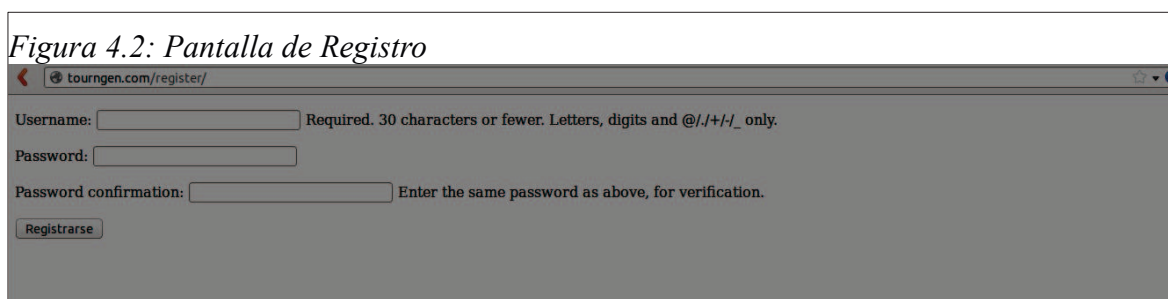 Figura 4.2: Pantalla de Registro
tourngen.com/register/
Username: Required. 30 characters or fewer. Letters, digits and @/./+/-/_ only.
Password:
Password confirmation: Enter the same password as above, for verification.
Registrarse